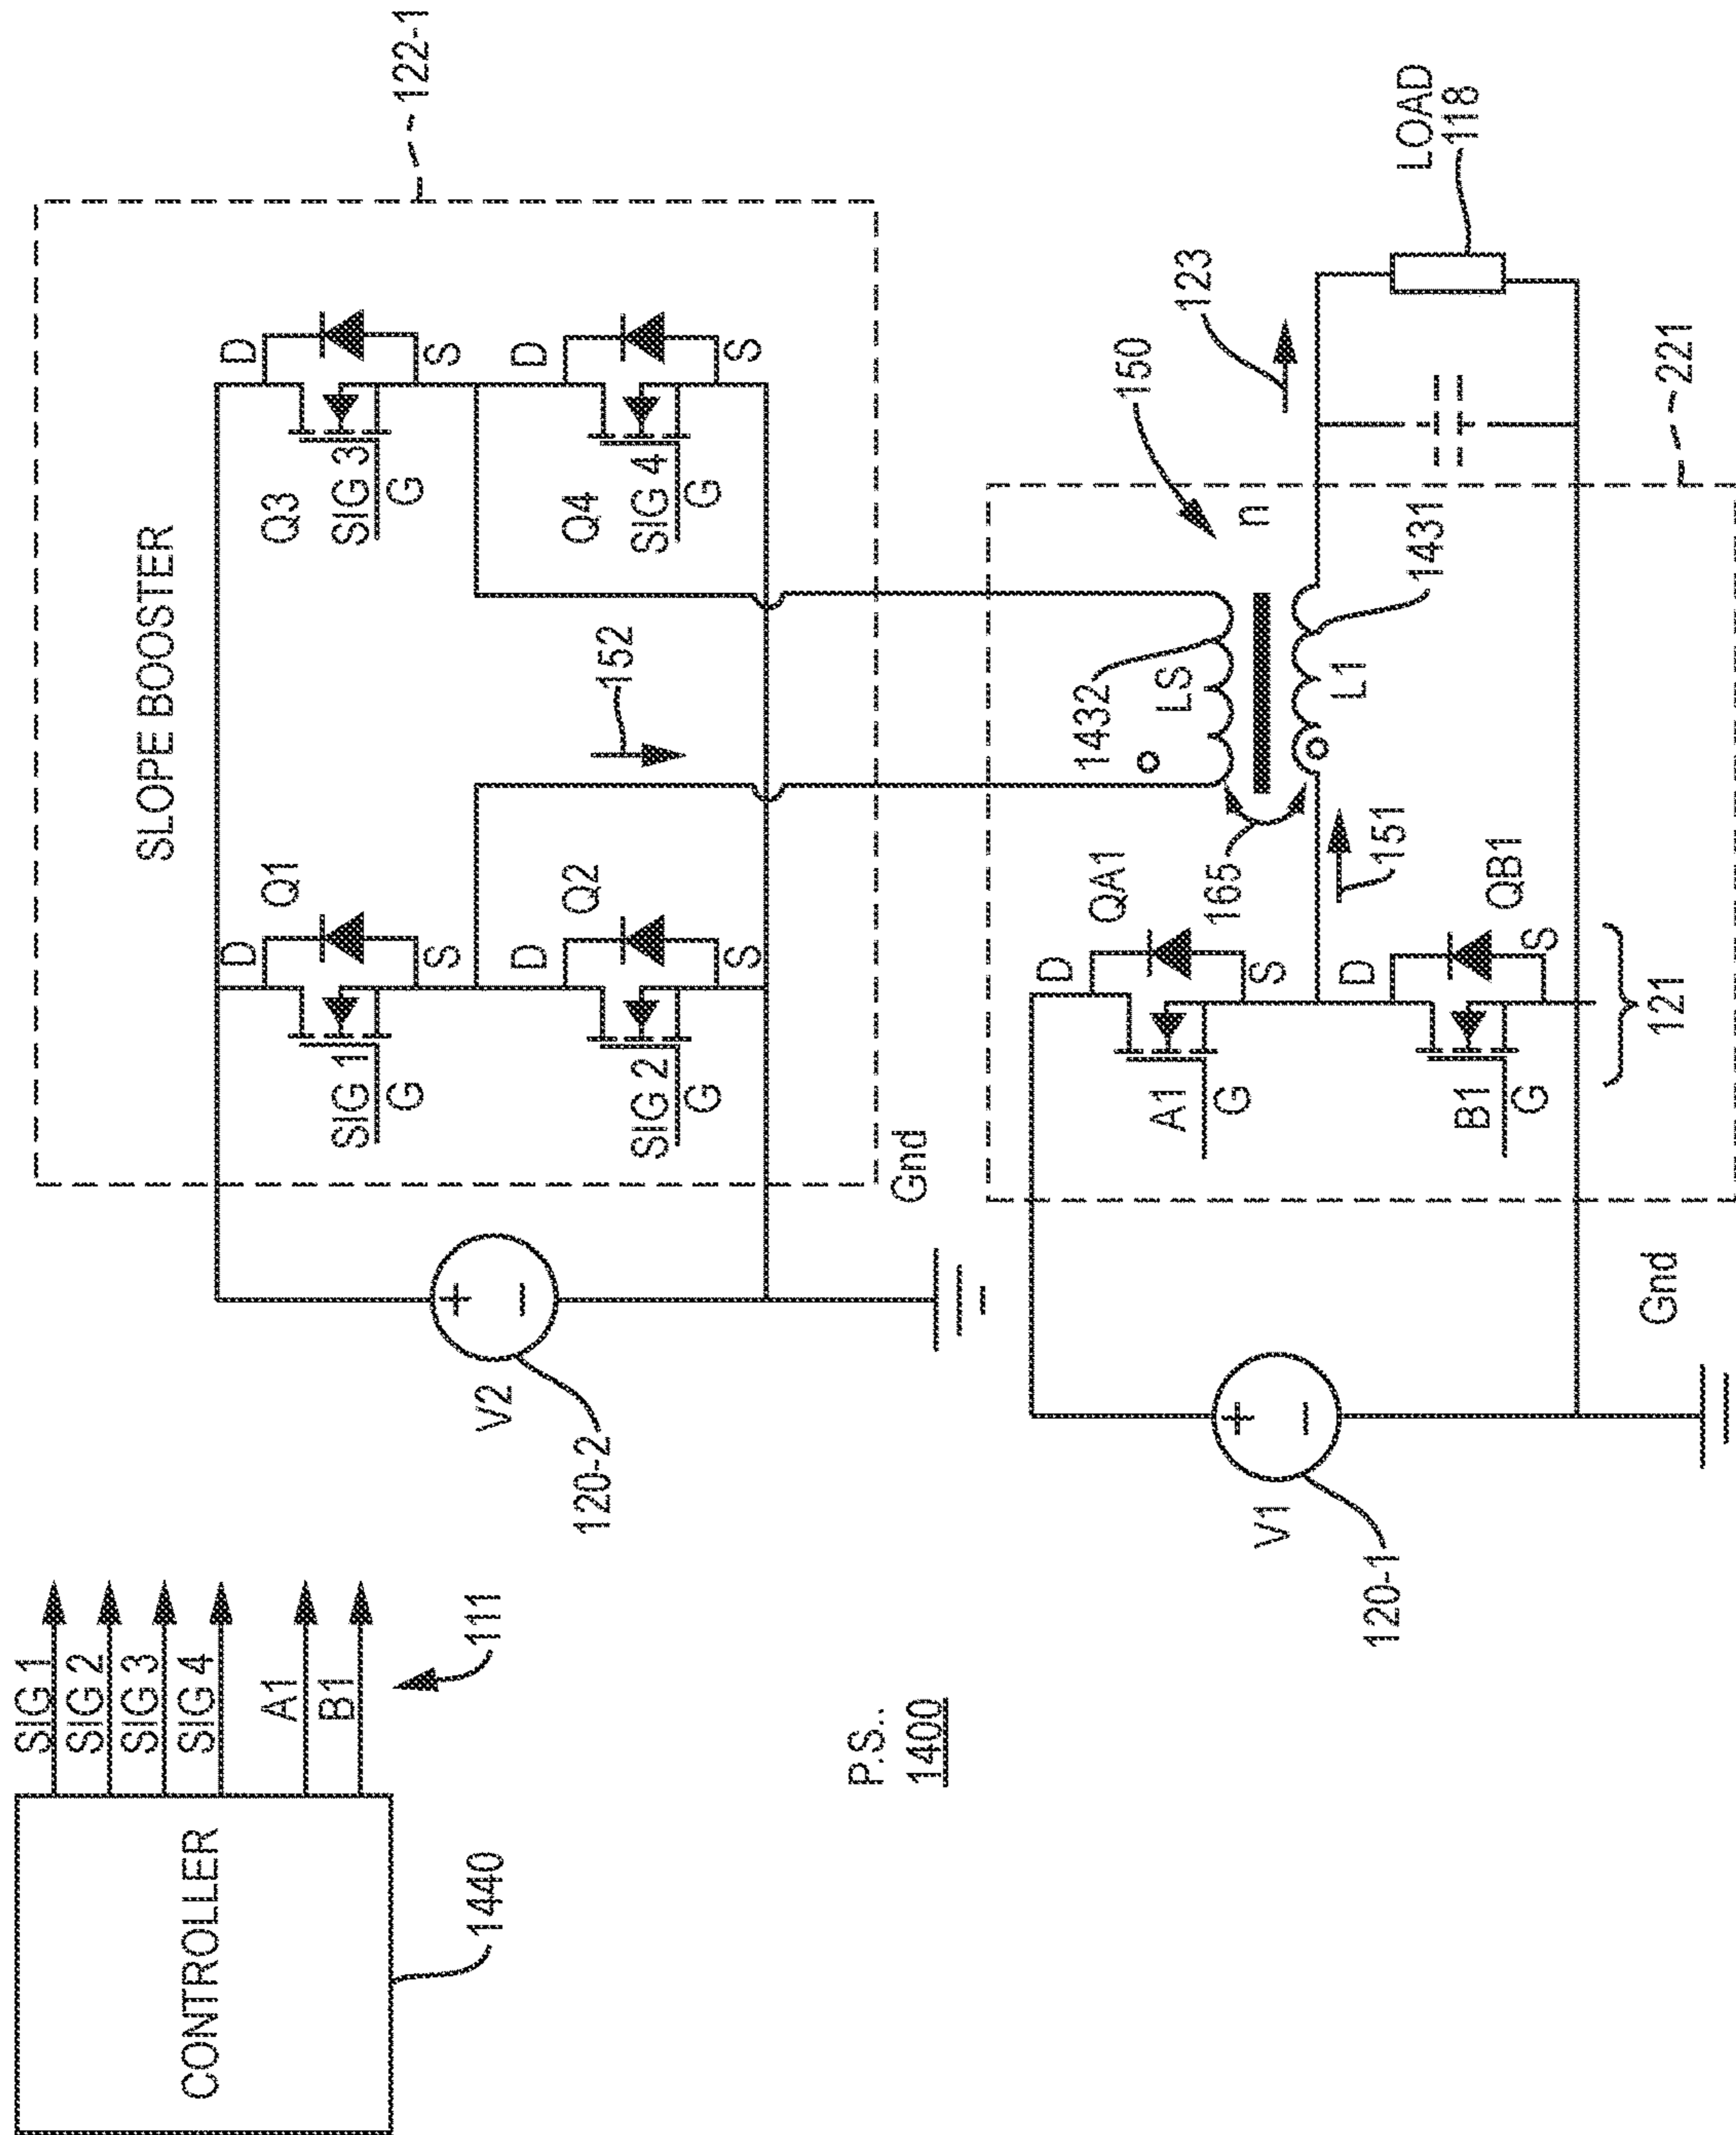 CONTROLLER
1440
SIG 1
SIG 2
SIG 3
SIG 4
A1
B1
111
P.S..
1400
SLOPE BOOSTER
122-1
V2
+
−
120-2
Gnd
Q1
D
S
SIG 1
G
Q2
D
S
SIG 2
G
152
Q3
D
S
SIG 3
G
Q4
D
S
SIG 4
G
V1
+
−
120-1
Gnd
QA1
D
S
A1
G
QB1
D
S
B1
G
121
165
151
1432
LS
L1
1431
n
150
123
LOAD
118
221